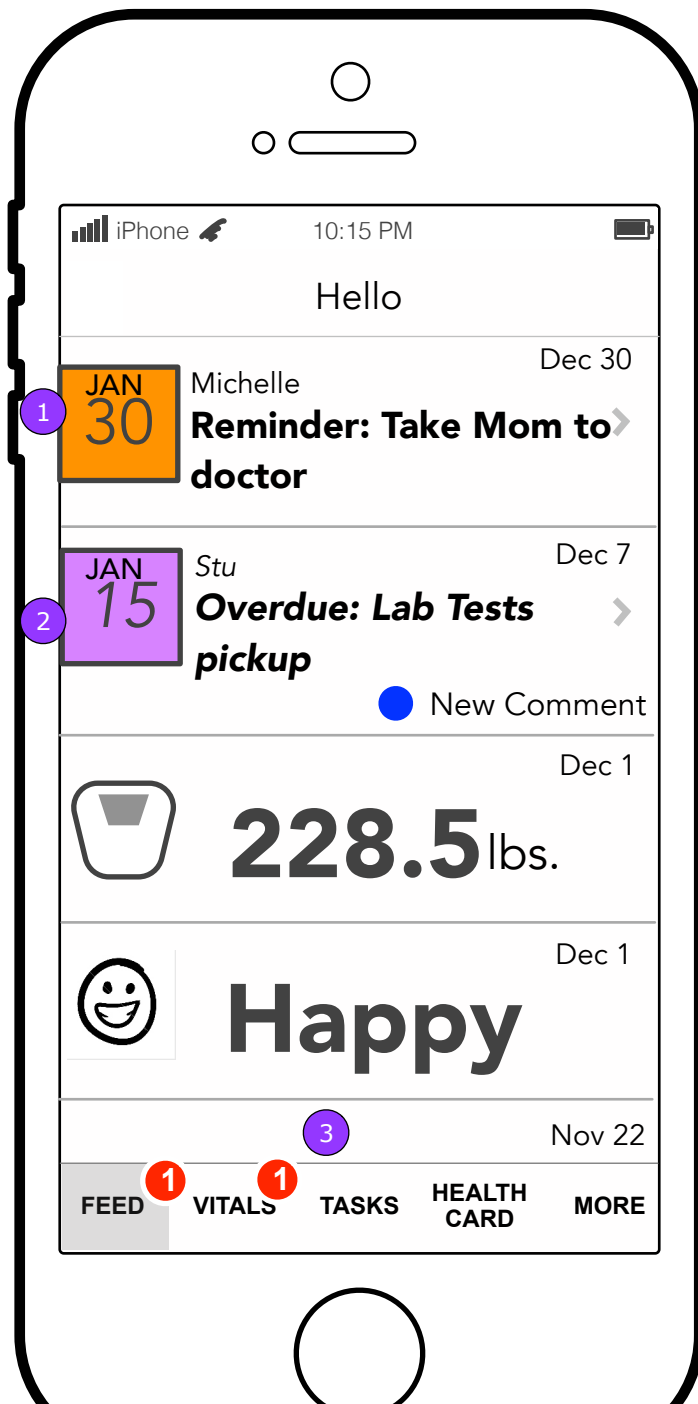 iPhone 10:15 PM
Hello
Dec 30
JAN
30
Michelle
Reminder: Take Mom to
doctor
1
Dec 7
JAN
15
Stu
Overdue: Lab Tests
pickup
2
New Comment
Dec 1
228.5 lbs.
Dec 1
Happy
3
Nov 22
1
1
FEED
VITALS
TASKS
HEALTH
CARD
MORE